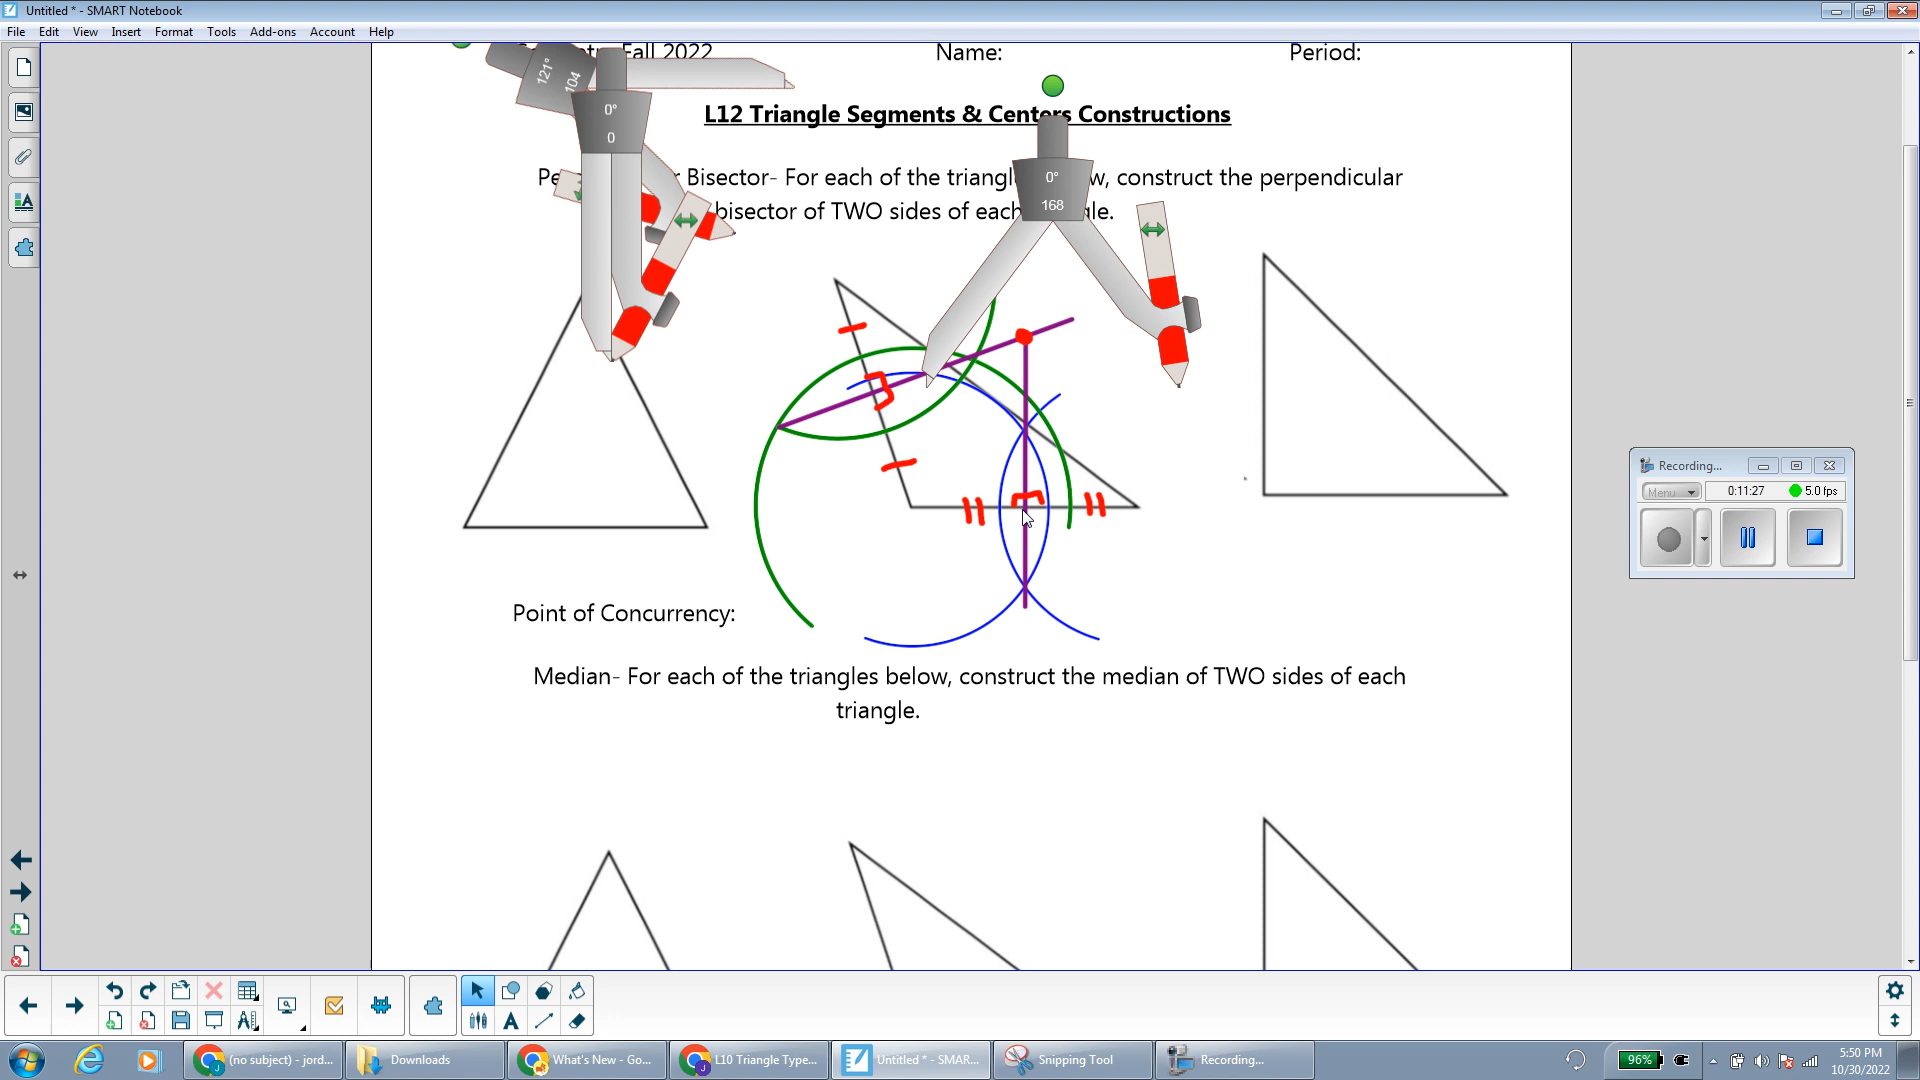 Untitled * - SMART Notebook
File Edit View Insert Format Tools Add-ons Account Help
Fall 2022 Name: Period:
L12 Triangle Segments & Centers Constructions
Bisector- For each of the construct the perpendicular
bisector of TWO sides of each
121°
104
0°
0
0°
168
Recording...
Menu 0:11:27 5.0 fps
Point of Concurrency:
Median- For each of the triangles below, construct the median of TWO sides of each
triangle.
(no subject) - jord...
Downloads
What's New - Go...
L10 Triangle Type...
Untitled * - SMAR...
Snipping Tool
Recording...
96%
5:50 PM
10/30/2022